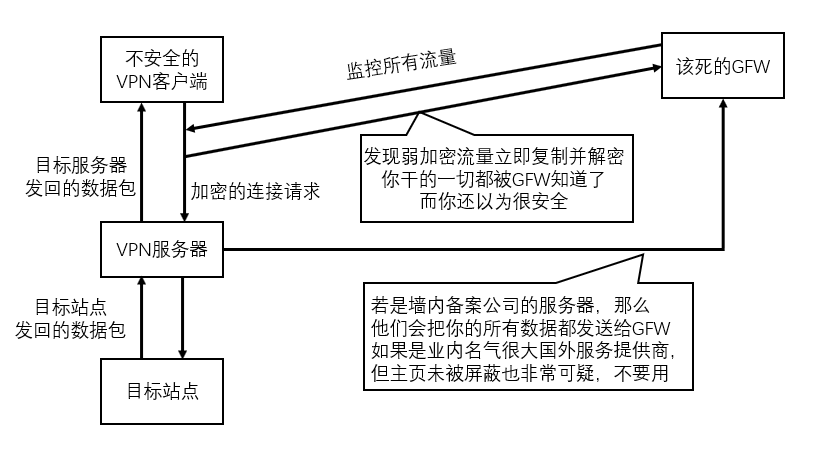 不安全的
VPN客户端
监控所有流量
该死的GFW
发现弱加密流量立即复制并解密
你干的一切都被GFW知道了
而你还以为很安全
目标服务器
发回的数据包
加密的连接请求
VPN服务器
若是墙内备案公司的服务器，那么
他们会把你的所有数据都发送给GFW
如果是业内名气很大国外服务提供商，
但主页未被屏蔽也非常可疑，不要用
目标站点
发回的数据包
目标站点